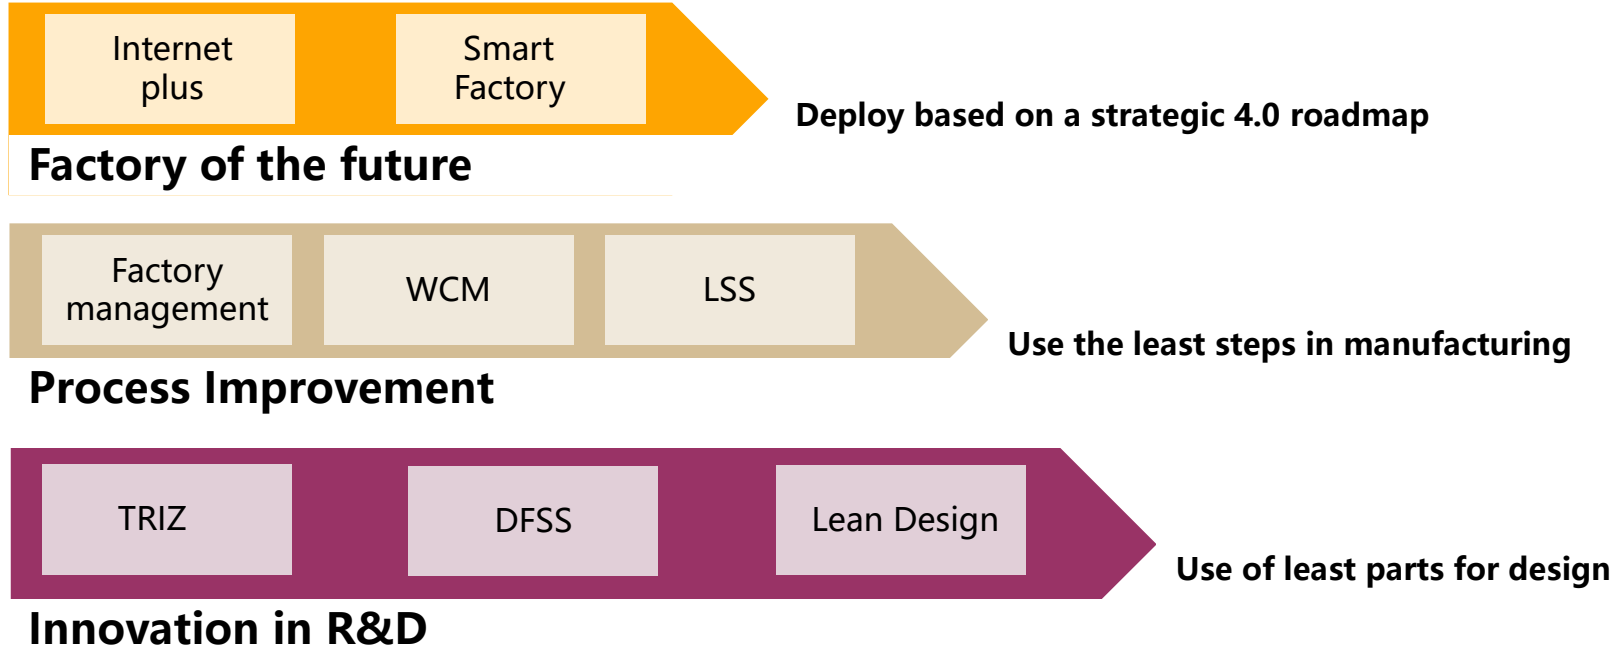 Internet
plus
Smart
Factory
Deploy based on a strategic 4.0 roadmap
Factory of the future
Factory
management
WCM
LSS
Use the least steps in manufacturing
Process Improvement
TRIZ
DFSS
Lean Design
Use of least parts for design
Innovation in R&D